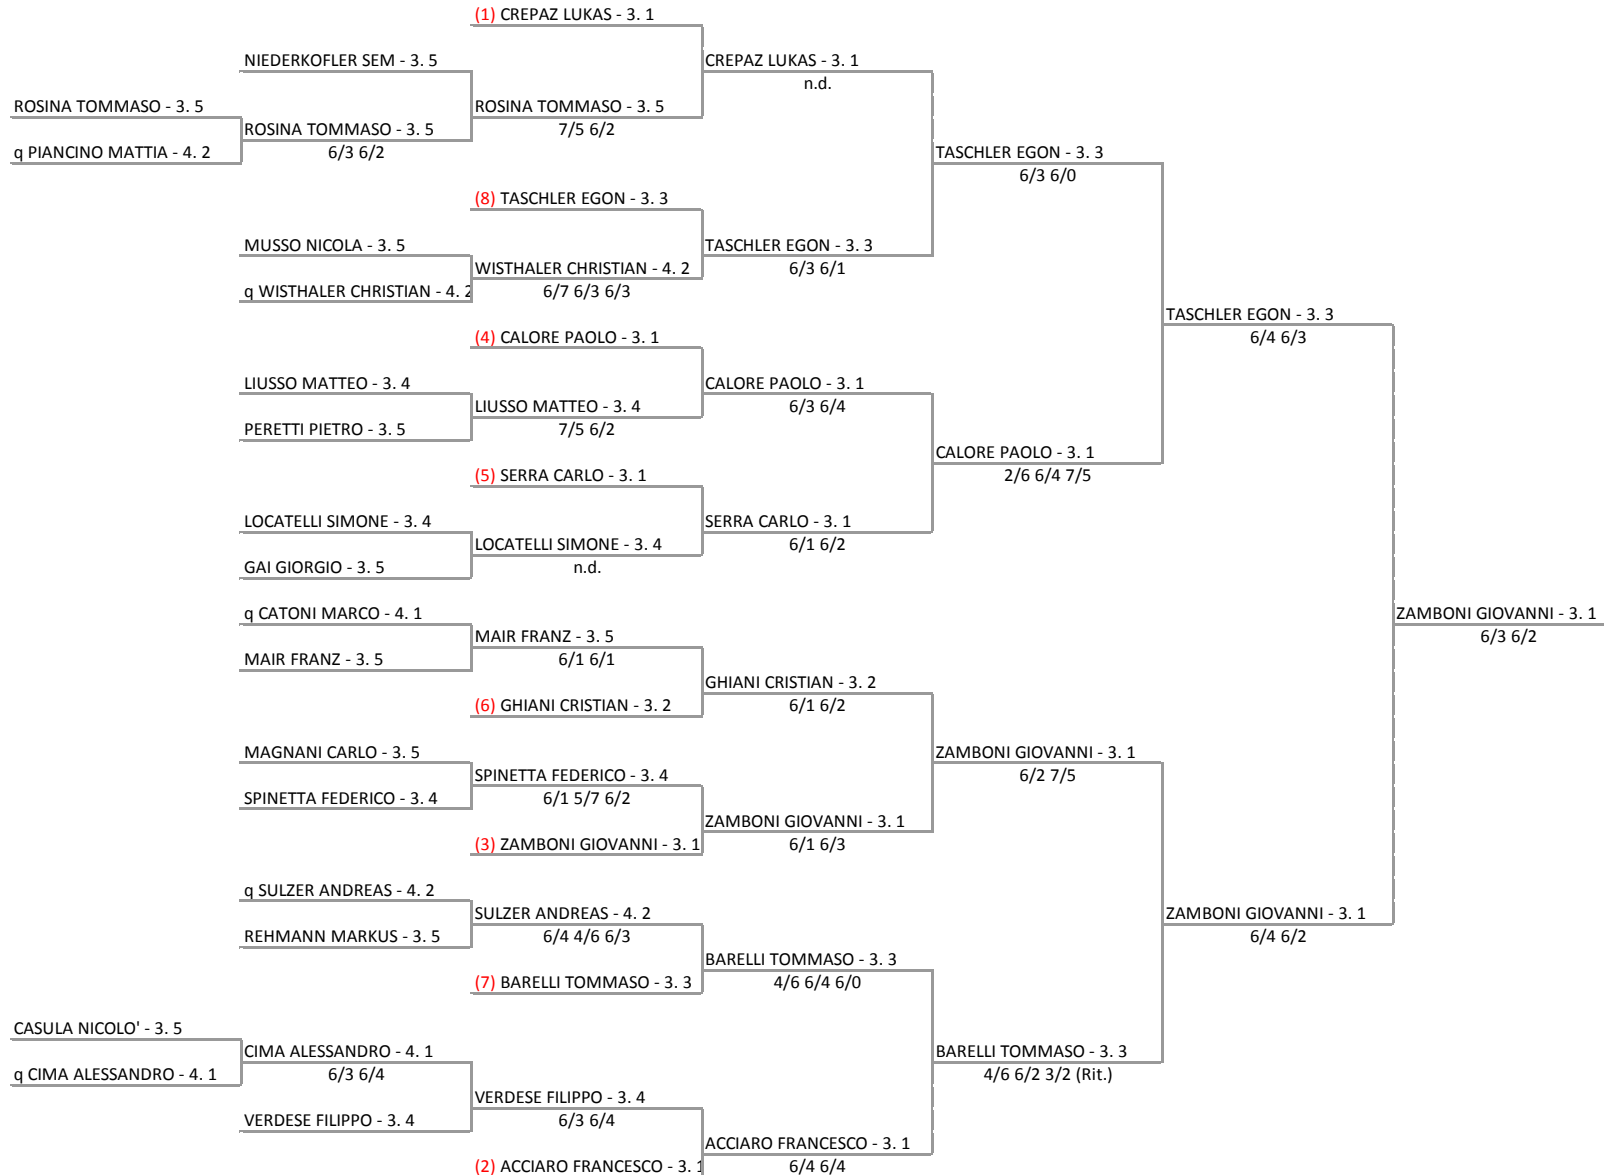 (1) CREPAZ LUKAS - 3. 1
NIEDERKOFLER SEM - 3. 5
CREPAZ LUKAS - 3. 1
n.d.
ROSINA TOMMASO - 3. 5
ROSINA TOMMASO - 3. 5
7/5 6/2
ROSINA TOMMASO - 3. 5
6/3 6/2
q PIANCINO MATTIA - 4. 2
TASCHLER EGON - 3. 3
6/3 6/0
(8) TASCHLER EGON - 3. 3
MUSSO NICOLA - 3. 5
TASCHLER EGON - 3. 3
6/3 6/1
WISTHALER CHRISTIAN - 4. 2
6/7 6/3 6/3
q WISTHALER CHRISTIAN - 4. 2
TASCHLER EGON - 3. 3
6/4 6/3
(4) CALORE PAOLO - 3. 1
LIUSSO MATTEO - 3. 4
CALORE PAOLO - 3. 1
6/3 6/4
LIUSSO MATTEO - 3. 4
7/5 6/2
PERETTI PIETRO - 3. 5
CALORE PAOLO - 3. 1
2/6 6/4 7/5
(5) SERRA CARLO - 3. 1
LOCATELLI SIMONE - 3. 4
SERRA CARLO - 3. 1
6/1 6/2
LOCATELLI SIMONE - 3. 4
n.d.
GAI GIORGIO - 3. 5
q CATONI MARCO - 4. 1
ZAMBONI GIOVANNI - 3. 1
6/3 6/2
MAIR FRANZ - 3. 5
6/1 6/1
MAIR FRANZ - 3. 5
GHIANI CRISTIAN - 3. 2
6/1 6/2
(6) GHIANI CRISTIAN - 3. 2
MAGNANI CARLO - 3. 5
ZAMBONI GIOVANNI - 3. 1
6/2 7/5
SPINETTA FEDERICO - 3. 4
6/1 5/7 6/2
SPINETTA FEDERICO - 3. 4
ZAMBONI GIOVANNI - 3. 1
6/1 6/3
(3) ZAMBONI GIOVANNI - 3. 1
q SULZER ANDREAS - 4. 2
SULZER ANDREAS - 4. 2
6/4 4/6 6/3
ZAMBONI GIOVANNI - 3. 1
6/4 6/2
REHMANN MARKUS - 3. 5
BARELLI TOMMASO - 3. 3
4/6 6/4 6/0
(7) BARELLI TOMMASO - 3. 3
CASULA NICOLO' - 3. 5
CIMA ALESSANDRO - 4. 1
6/3 6/4
BARELLI TOMMASO - 3. 3
4/6 6/2 3/2 (Rit.)
q CIMA ALESSANDRO - 4. 1
VERDESE FILIPPO - 3. 4
6/3 6/4
VERDESE FILIPPO - 3. 4
ACCIARO FRANCESCO - 3. 1
6/4 6/4
(2) ACCIARO FRANCESCO - 3. 1